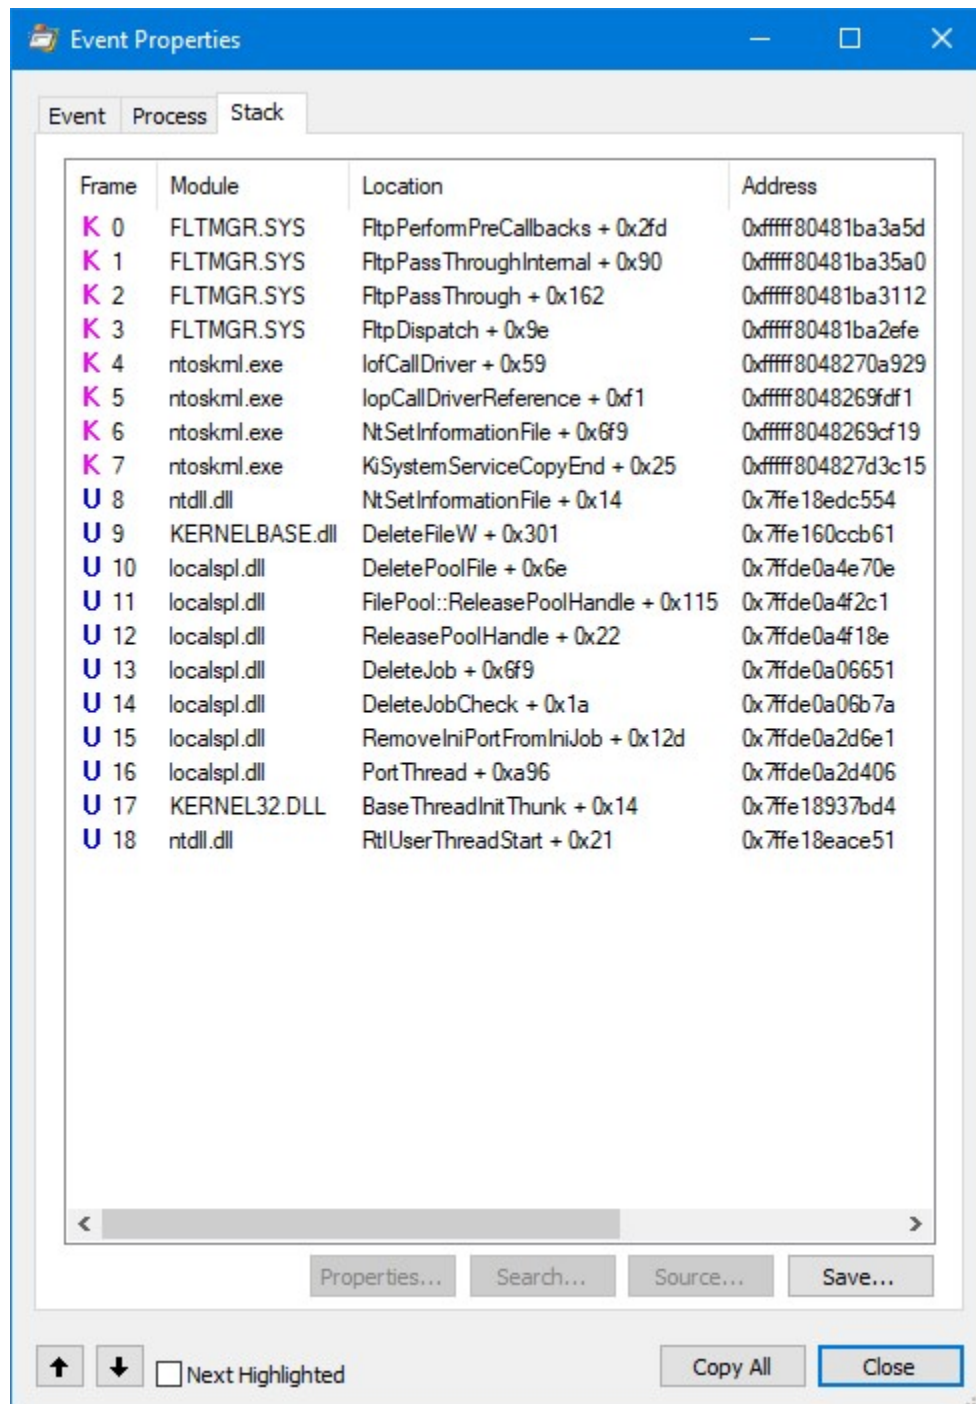 Event Properties
Event Process Stack
Frame Module Location Address
K 0 FLTMGR.SYS FltpPerformPreCallbacks + 0x2fd 0xfffff80481ba3a5d
K 1 FLTMGR.SYS FltpPassThroughInternal + 0x90 0xfffff80481ba35a0
K 2 FLTMGR.SYS FltpPassThrough + 0x162 0xfffff80481ba3112
K 3 FLTMGR.SYS FltpDispatch + 0x9e 0xfffff80481ba2efe
K 4 ntoskrnl.exe IofCallDriver + 0x59 0xfffff8048270a929
K 5 ntoskrnl.exe IopCallDriverReference + 0xf1 0xfffff8048269fdf1
K 6 ntoskrnl.exe NtSetInformationFile + 0x6f9 0xfffff8048269cf19
K 7 ntoskrnl.exe KiSystemServiceCopyEnd + 0x25 0xfffff804827d3c15
U 8 ntdll.dll NtSetInformationFile + 0x14 0x7ffe18edc554
U 9 KERNELBASE.dll DeleteFileW + 0x301 0x7ffe160ccb61
U 10 localspl.dll DeletePoolFile + 0x6e 0x7ffde0a4e70e
U 11 localspl.dll FilePool::ReleasePoolHandle + 0x115 0x7ffde0a4f2c1
U 12 localspl.dll ReleasePoolHandle + 0x22 0x7ffde0a4f18e
U 13 localspl.dll DeleteJob + 0x6f9 0x7ffde0a06651
U 14 localspl.dll DeleteJobCheck + 0x1a 0x7ffde0a06b7a
U 15 localspl.dll RemoveIniPortFromIniJob + 0x12d 0x7ffde0a2d6e1
U 16 localspl.dll PortThread + 0xa96 0x7ffde0a2d406
U 17 KERNEL32.DLL BaseThreadInitThunk + 0x14 0x7ffe18937bd4
U 18 ntdll.dll RtlUserThreadStart + 0x21 0x7ffe18eace51
Properties... Search... Source... Save...
Next Highlighted Copy All Close